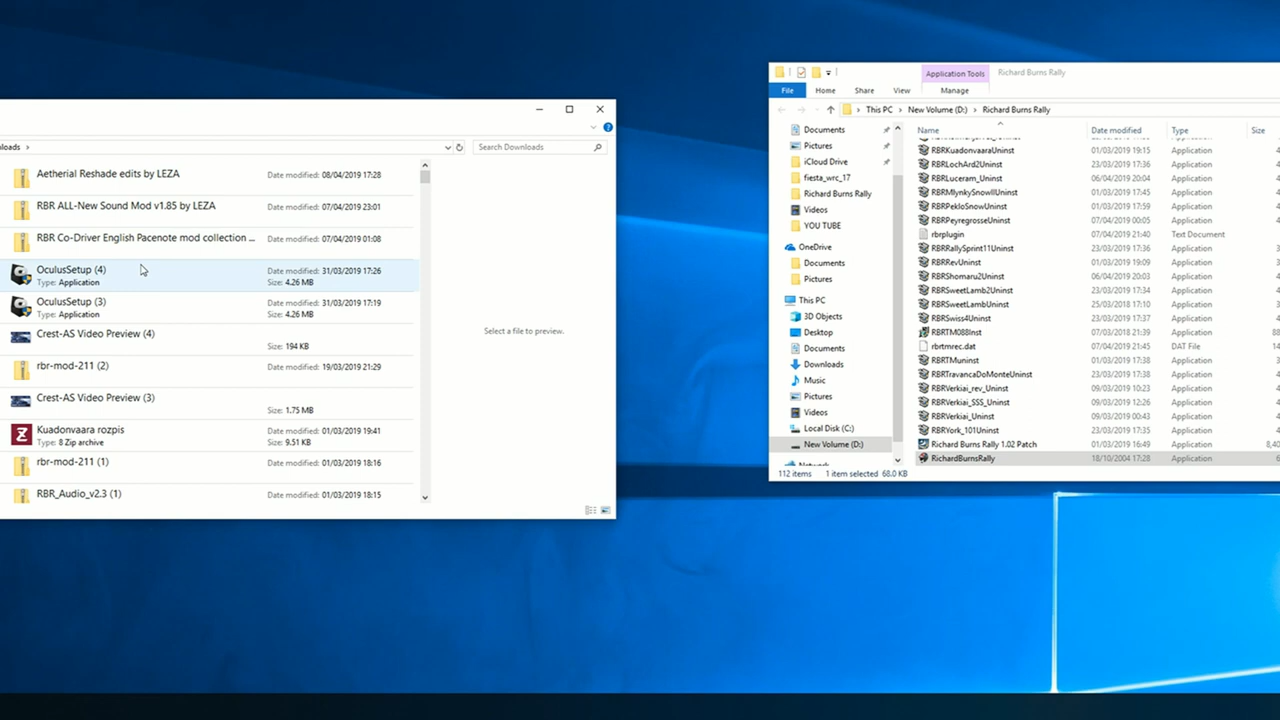 loads
Search Downloads
Aetherial Reshade edits by LEZA
Date modified: 08/04/2019 17:28
RBR ALL-New Sound Mod v1.85 by LEZA
Date modified: 07/04/2019 23:01
RBR Co-Driver English Pacenote mod collection ...
Date modified: 07/04/2019 01:08
OculusSetup (4)
Date modified: 31/03/2019 17:26
Type: Application
Size: 4.26 MB
OculusSetup (3)
Date modified: 31/03/2019 17:19
Type: Application
Size: 4.26 MB
Crest-AS Video Preview (4)
Size: 194 KB
rbr-mod-211 (2)
Date modified: 19/03/2019 21:29
Crest-AS Video Preview (3)
Size: 1.75 MB
Kuadonvaara rozpis
Date modified: 01/03/2019 19:41
Type: 8 Zip archive
Size: 9.51 KB
rbr-mod-211 (1)
Date modified: 01/03/2019 18:16
RBR_Audio_v2.3 (1)
Date modified: 01/03/2019 18:15
Select a file to preview.
Application Tools
Richard Burns Rally
File Home Share View Manage
This PC > New Volume (D:) > Richard Burns Rally
Documents
Pictures
iCloud Drive
fiesta_wrc_17
Richard Burns Rally
Videos
YOU TUBE
OneDrive
Documents
Pictures
This PC
3D Objects
Desktop
Documents
Downloads
Music
Pictures
Videos
Local Disk (C:)
New Volume (D:)
Name Date modified Type Size
RBRKuadonvaaraUninst 01/03/2019 19:15 Application
RBRLochArd2Uninst 23/03/2019 17:36 Application
RBRLuceram_Uninst 06/04/2019 20:04 Application
RBRMlynkySnowIIUninst 01/03/2019 17:45 Application
RBRPekloSnowUninst 01/03/2019 17:59 Application
RBRPeyregrosseUninst 07/04/2019 00:05 Application
rbrplugin 07/04/2019 21:40 Text Document
RBRRallySprint11Uninst 23/03/2019 17:36 Application
RBRRevUninst 01/03/2019 19:09 Application
RBRShomaru2Uninst 06/04/2019 20:03 Application
RBRSweetLamb2Uninst 23/03/2019 17:34 Application
RBRSweetLambUninst 25/03/2018 17:10 Application
RBRSwiss4Uninst 23/03/2019 17:37 Application
RBRTM088Inst 07/03/2018 21:39 Application
rbrtmrec.dat 07/04/2019 21:45 DAT File
RBRTMuninst 01/03/2019 17:38 Application
RBRTravancaDoMonteUninst 23/03/2019 17:38 Application
RBRVerkiai_rev_Uninst 09/03/2019 10:23 Application
RBRVerkiai_SSS_Uninst 09/03/2019 12:26 Application
RBRVerkiai_Uninst 09/03/2019 00:43 Application
RBRYork_101Uninst 23/03/2019 17:35 Application
Richard Burns Rally 1.02 Patch 01/03/2019 16:49 Application
RichardBurnsRally 18/10/2004 17:28 Application
112 items 1 item selected 68.0 KB